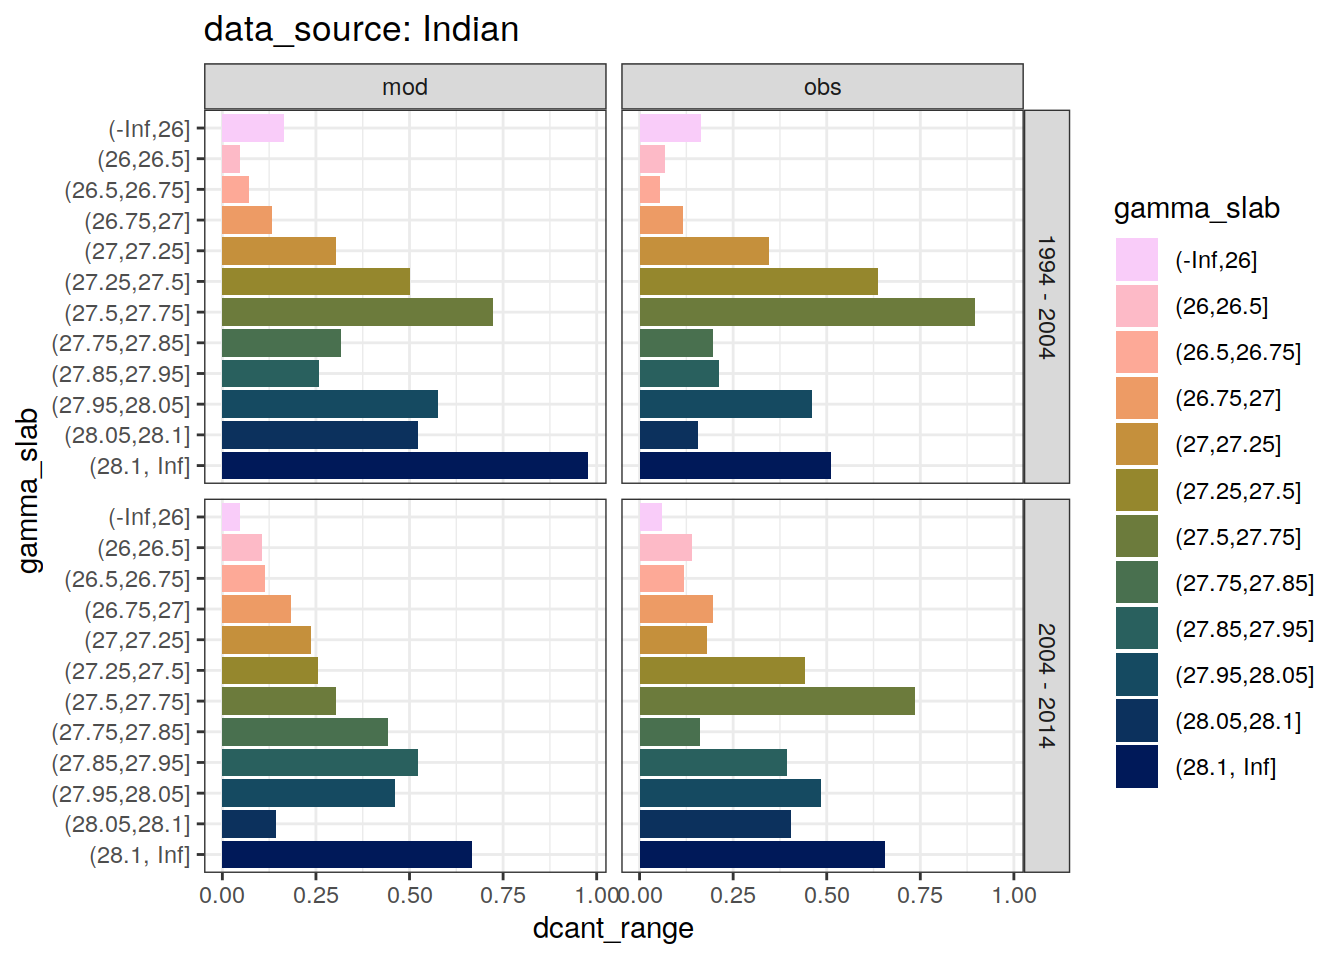 data_source: Indian
mod
obs
(-Inf,26]
(26,26.5]
(26.5,26.75]
(26.75,27]
(27,27.25]
(27.25,27.5]
(27.5,27.75]
(27.75,27.85]
(27.85,27.95]
(27.95,28.05]
(28.05,28.1]
(28.1, Inf]
1994 - 2004
(-Inf,26]
(26,26.5]
(26.5,26.75]
(26.75,27]
(27,27.25]
(27.25,27.5]
(27.5,27.75]
(27.75,27.85]
(27.85,27.95]
(27.95,28.05]
(28.05,28.1]
(28.1, Inf]
2004 - 2014
gamma_slab
0.00 0.25 0.50 0.75 1.00
0.00 0.25 0.50 0.75 1.00
dcant_range
gamma_slab
(-Inf,26]
(26,26.5]
(26.5,26.75]
(26.75,27]
(27,27.25]
(27.25,27.5]
(27.5,27.75]
(27.75,27.85]
(27.85,27.95]
(27.95,28.05]
(28.05,28.1]
(28.1, Inf]